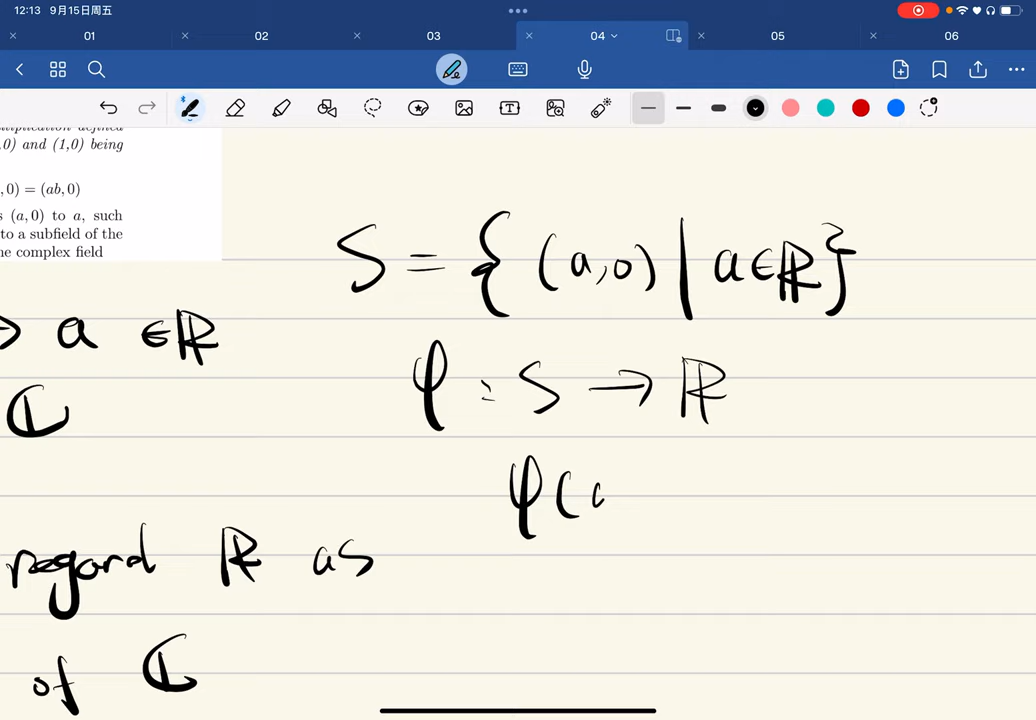 12:13 9月15日周五
01 02 03 04 05 06
T
multiplication defined
,0) and (1,0) being
, 0) = (ab, 0)
s (a, 0) to a, such
to a subfield of the
ne complex field
S = { (a,0) | a∈ℝ }
a ∈ℝ
φ : S → ℝ
ℂ
φ(
regard ℝ as
of ℂ